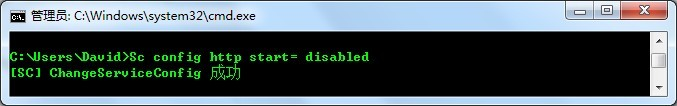 管理员: C:\Windows\system32\cmd.exe
C:\Users\David>Sc config http start= disabled
[SC] ChangeServiceConfig 成功